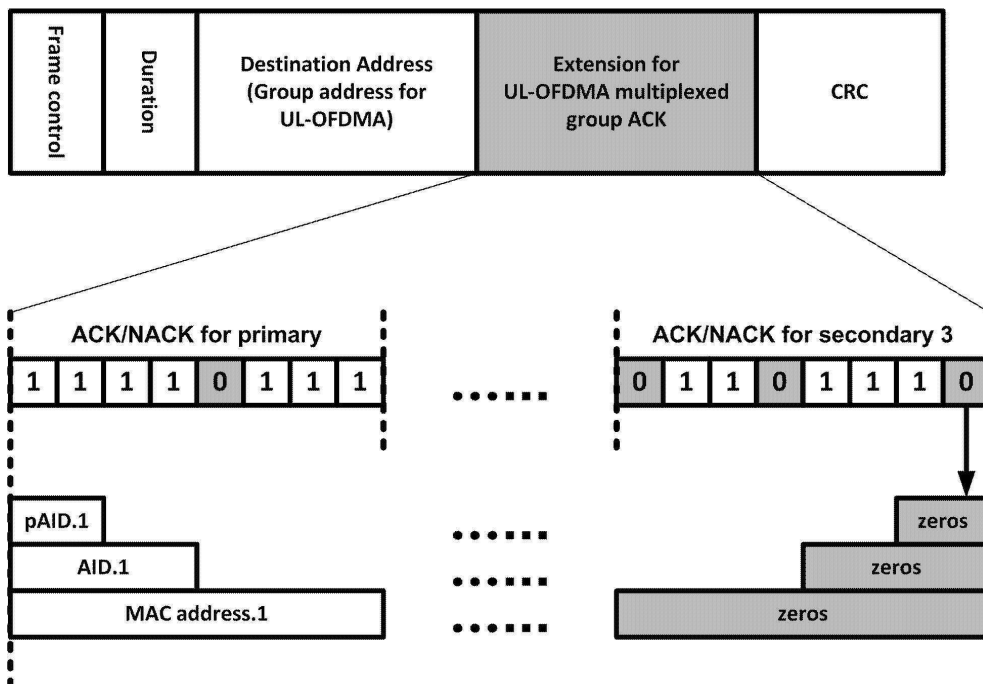 Frame control
Duration
Destination Address
(Group address for
UL-OFDMA)
Extension for
UL-OFDMA multiplexed
group ACK
CRC
ACK/NACK for primary
ACK/NACK for secondary 3
1 1 1 1 0 1 1 1
0 1 1 0 1 1 1 0
pAID.1
zeros
AID.1
zeros
MAC address.1
zeros